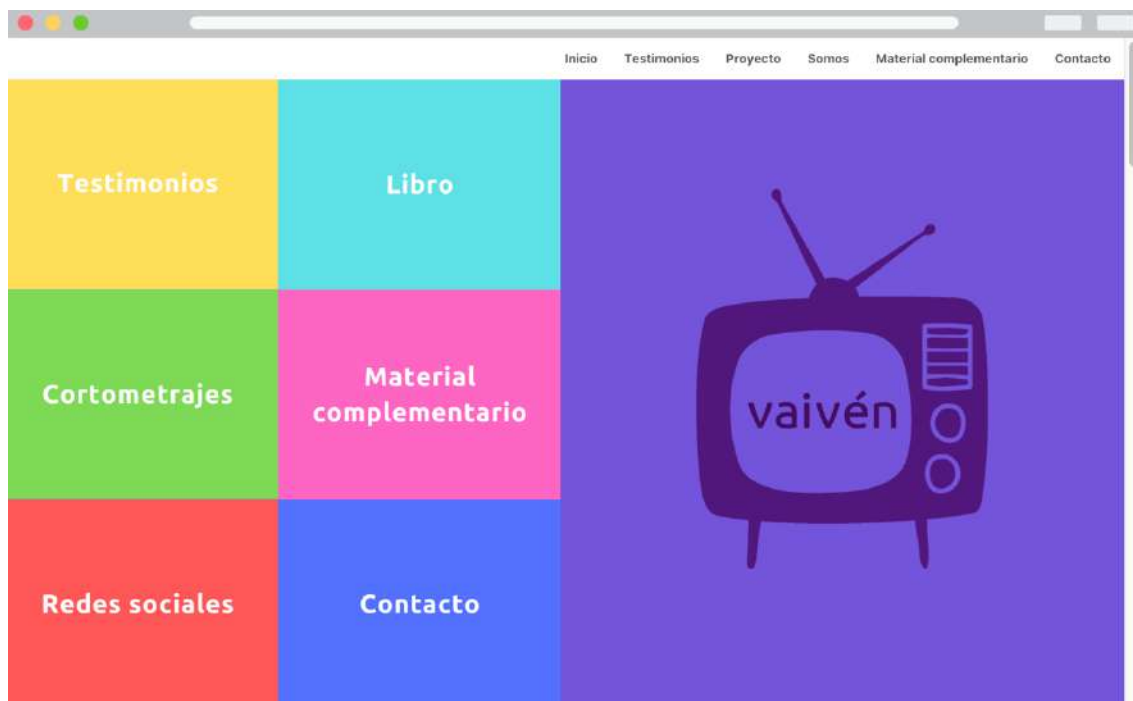 Inicio Testimonios Proyecto Somos Material complementario Contacto
Testimonios
Libro
Cortometrajes
Material
complementario
Redes sociales
Contacto
vaivén